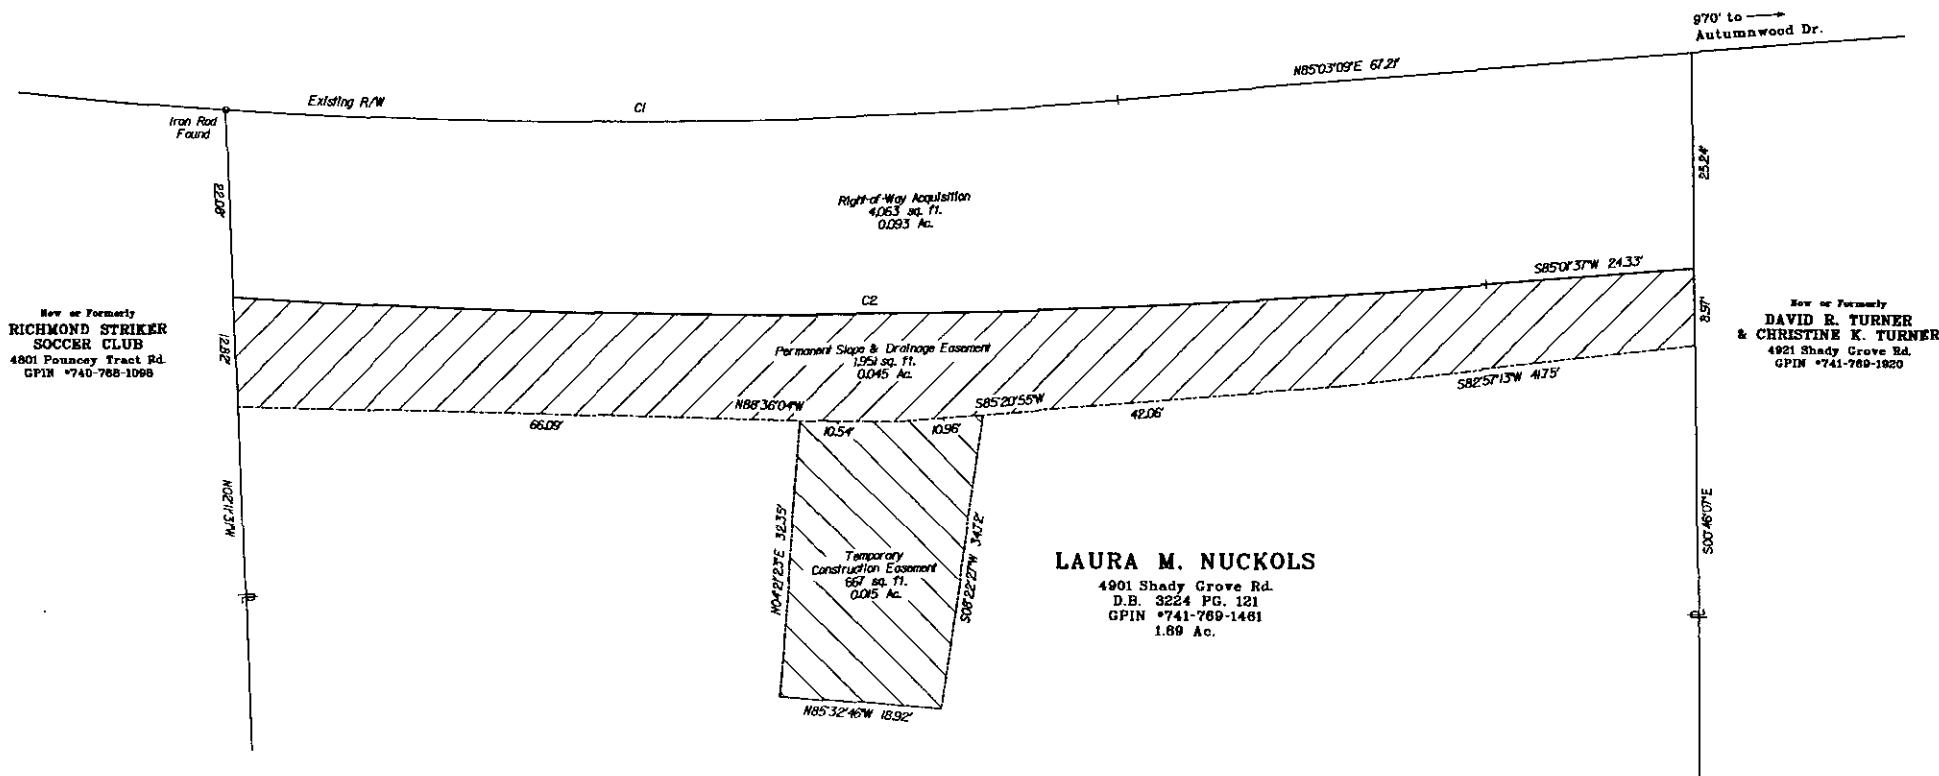 970' to
Autumnwood Dr.
N85°03'09"E 67.21'
Existing R/W
C1
Iron Rod
Found
22.08'
25.24'
Right-of-Way Acquisition
4,063 sq. ft.
0.093 Ac.
S85°01'37"W 24.33'
C2
Now or Formerly
RICHMOND STRIKER
SOCCER CLUB
4801 Pouncey Tract Rd.
GPIN *740-768-1098
12.82'
Permanent Slope & Drainage Easement
1,951 sq. ft.
0.045 Ac.
8.97'
Now or Formerly
DAVID R. TURNER
& CHRISTINE K. TURNER
4921 Shady Grove Rd.
GPIN *741-769-1920
S82°57'13"W 41.75'
N88°36'04"W
S85°20'55"W
66.09'
10.54'
10.96'
42.06'
N02°11'31"W
N04°21'23"E 32.35'
S08°22'27"W 34.72'
S00°46'07"E
Temporary
Construction Easement
667 sq. ft.
0.015 Ac.
LAURA M. NUCKOLS
4901 Shady Grove Rd.
D.B. 3224 PG. 121
GPIN *741-769-1461
1.89 Ac.
N85°32'46"W 18.92'